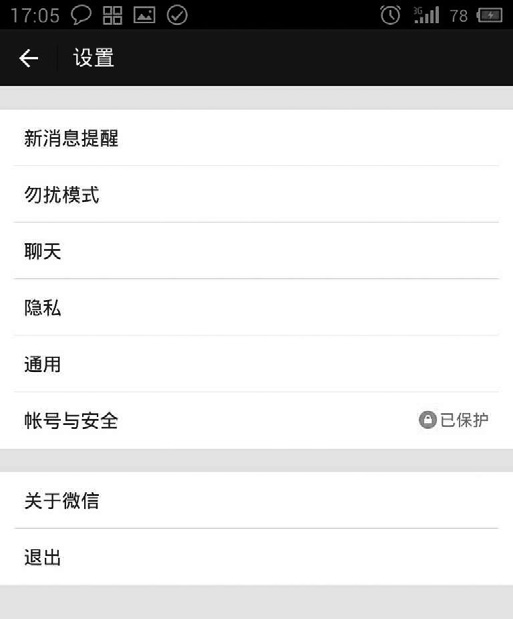 17:05 3G 78
设置
新消息提醒
勿扰模式
聊天
隐私
通用
帐号与安全 已保护
关于微信
退出